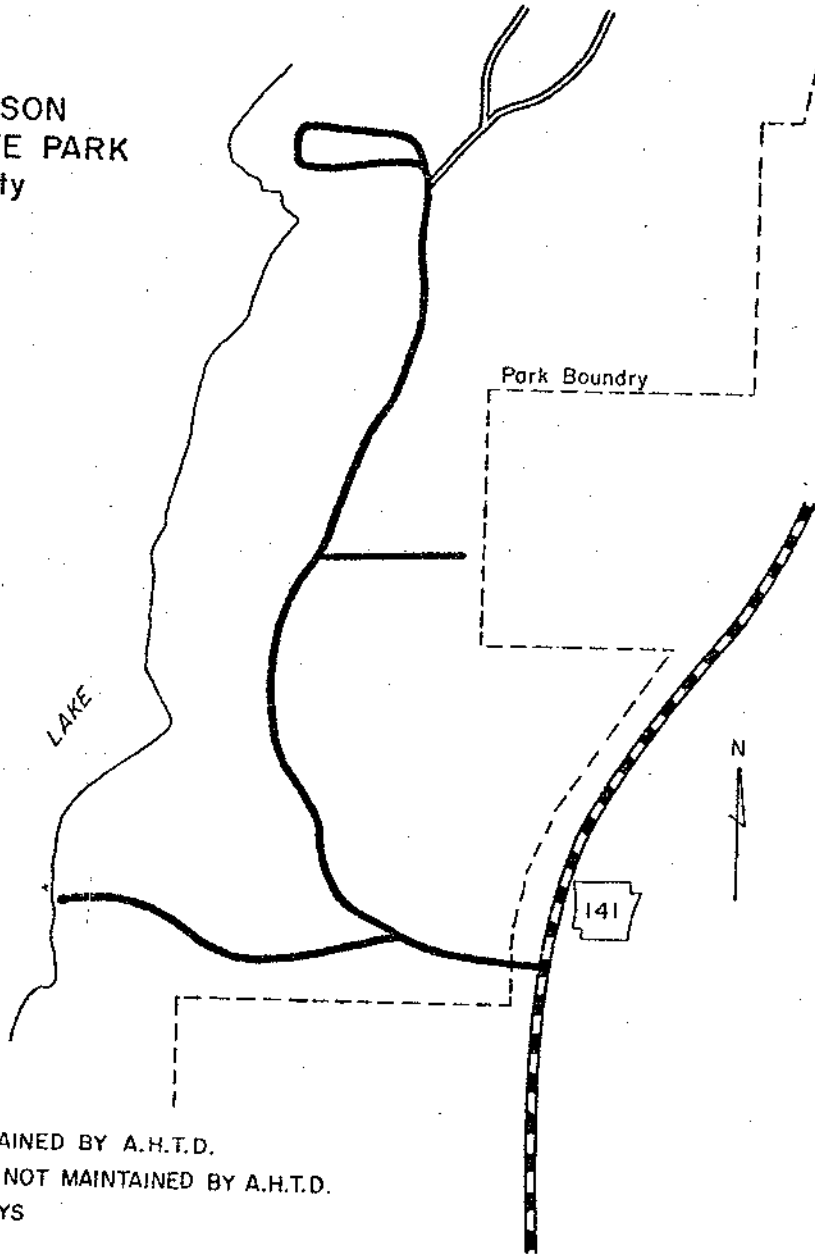 SON
E PARK
ty
Park Boundry
LAKE
N
141
AINED BY A.H.T.D.
NOT MAINTAINED BY A.H.T.D.
YS